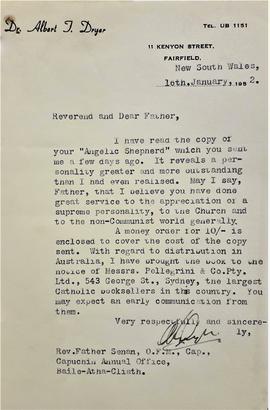 Dr. Albert T. Dryer
TEL. UB 1151
11 KENYON STREET,
FAIRFIELD.
New South Wales,
10th. January, 1952.
Reverend and Dear Father,
I have read the copy of
your "Angelic Shepherd" which you sent
me a few days ago. It reveals a per-
sonality greater and more outstanding
than I had even realised. May I say,
Father, that I believe you have done
great service to the appreciation of a
supreme personality, to the Church and
to the non-Communist world generally.
A money order for 10/- is
enclosed to cover the cost of the copy
sent. With regard to distribution in
Australia, I have brought the book to the
notice of Messrs. Pellegrini & Co.Pty.
Ltd., 543 George St., Sydney, the largest
Catholic booksellers in this country. You
may expect an early communication from
them.
Very respectfully and sincere-
ly,
Rev.Father Senan, O.F.M., Cap.,
Capuchin Annual Office,
Baile-Atha-Cliath.